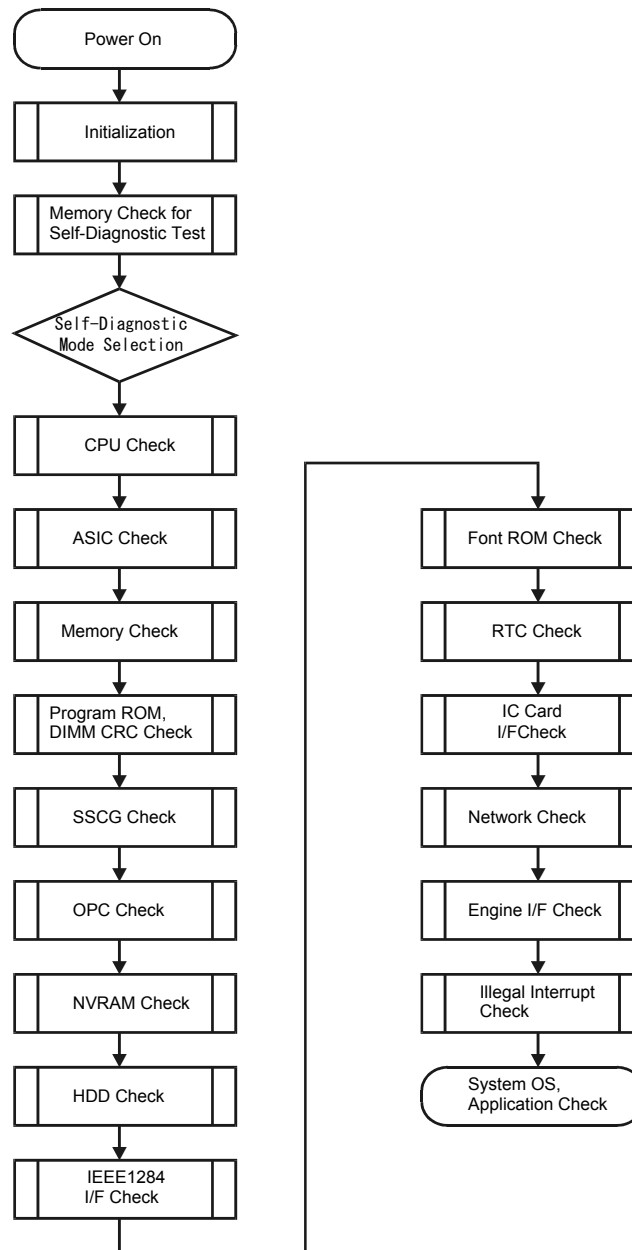 Power On
Initialization
Memory Check for
Self-Diagnostic Test
Self-Diagnostic
Mode Selection
CPU Check
ASIC Check
Memory Check
Program ROM,
DIMM CRC Check
SSCG Check
OPC Check
NVRAM Check
HDD Check
IEEE1284
I/F Check
Font ROM Check
RTC Check
IC Card
I/FCheck
Network Check
Engine I/F Check
Illegal Interrupt
Check
System OS,
Application Check